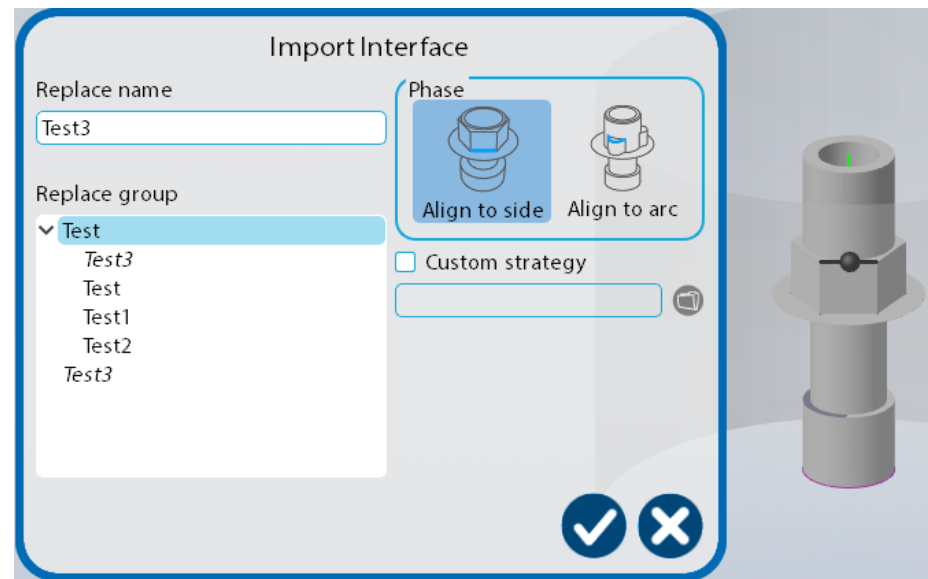 Import Interface
Replace name
Test3
Replace group
Test
Test3
Test
Test1
Test2
Test3
Phase
Align to side
Align to arc
Custom strategy